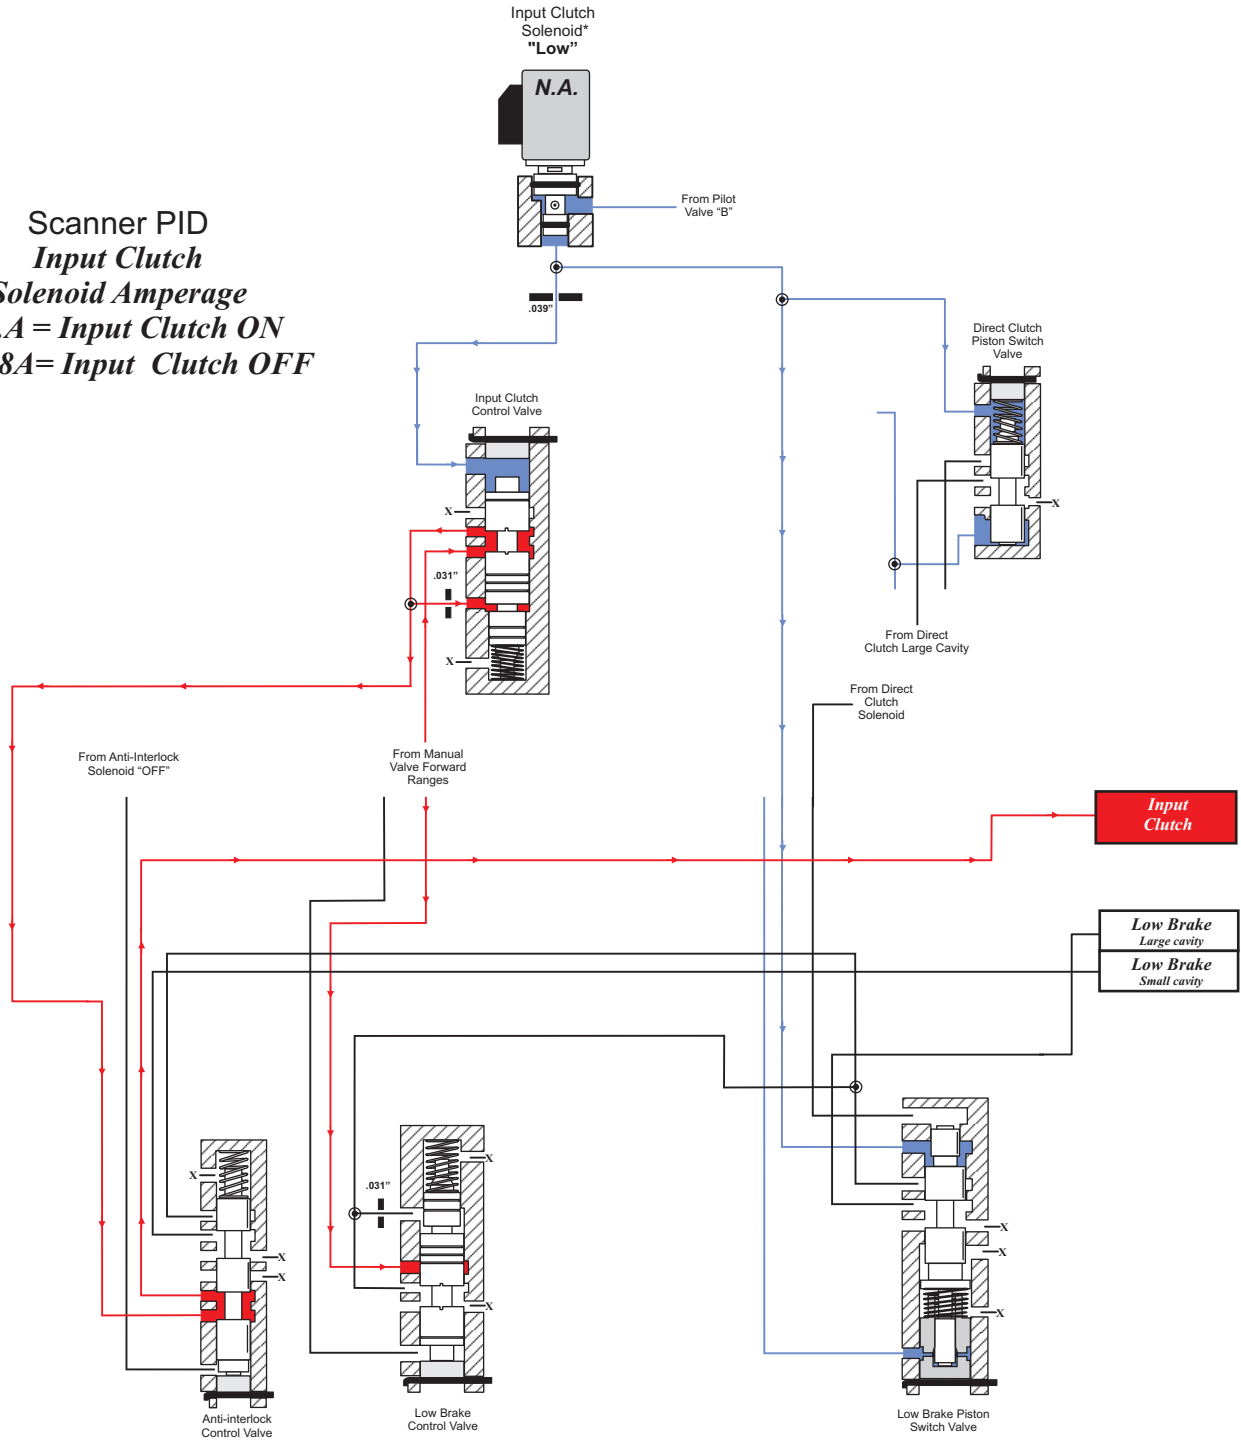 Input Clutch
Solenoid*
"Low”
N.A.
From Pilot
Valve “B”
Scanner PID
Input Clutch
Solenoid Amperage
.A = Input Clutch ON
8A= Input Clutch OFF
.039”
Direct Clutch
Piston Switch
Valve
Input Clutch
Control Valve
X
X
.031”
X
From Direct
Clutch Large Cavity
From Direct
Clutch
Solenoid
From Anti-Interlock
Solenoid “OFF”
From Manual
Valve Forward
Ranges
Input
Clutch
Low Brake
Large cavity
Low Brake
Small cavity
X
X
X
X
.031”
X
X
X
X
X
Anti-interlock
Control Valve
Low Brake
Control Valve
Low Brake Piston
Switch Valve